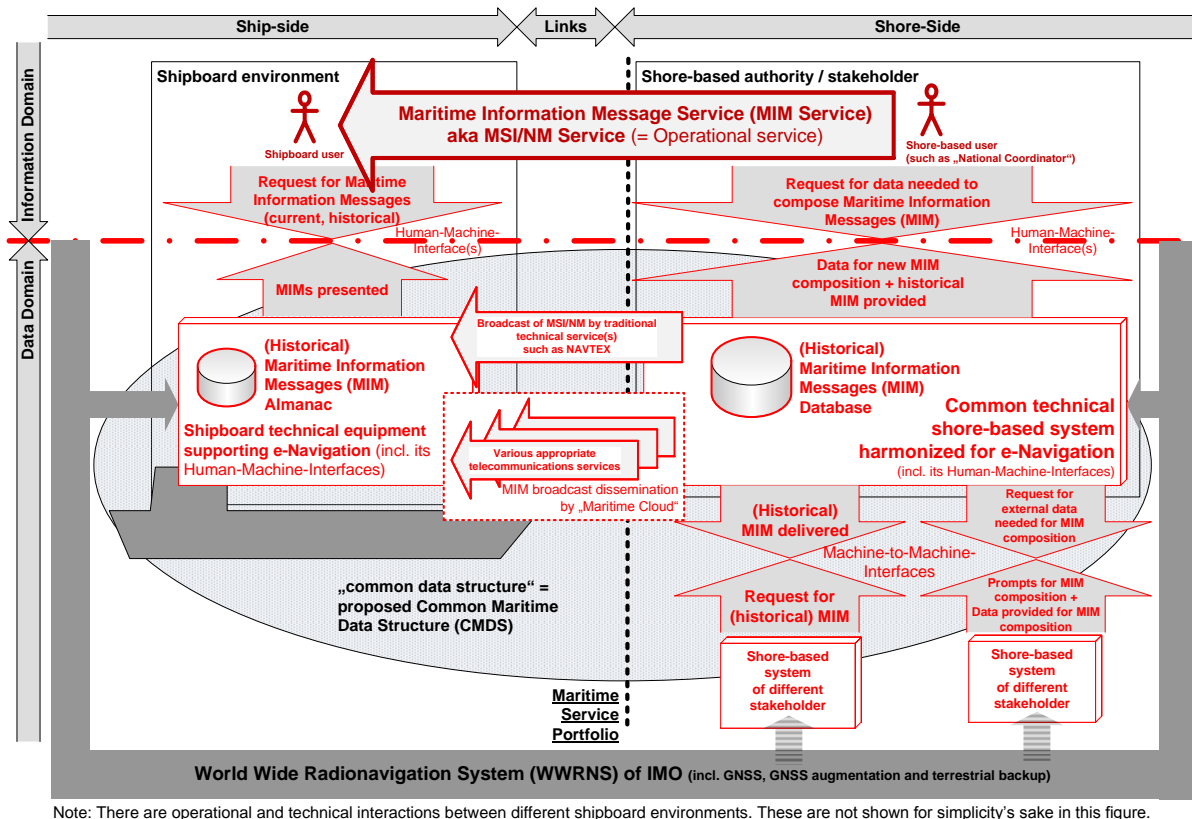 Ship-side
Links
Shore-Side
Information Domain
Data Domain
Shipboard environment
Shore-based authority / stakeholder
Maritime Information Message Service (MIM Service)
aka MSI/NM Service (= Operational service)
Shipboard user
Shore-based user
(such as „National Coordinator“)
Request for Maritime
Information Messages
(current, historical)
Human-Machine-
Interface(s)
Request for data needed to
compose Maritime Information
Messages (MIM)
Human-Machine-
Interface(s)
MIMs presented
Data for new MIM
composition + historical
MIM provided
Broadcast of MSI/NM by traditional
technical service(s)
such as NAVTEX
(Historical)
Maritime Information
Messages (MIM)
Almanac
Shipboard technical equipment
supporting e-Navigation (incl. its
Human-Machine-Interfaces)
(Historical)
Maritime Information
Messages (MIM)
Database
Common technical
shore-based system
harmonized for e-Navigation
(incl. its Human-Machine-Interfaces)
Various appropriate
telecommunications services
MIM broadcast dissemination
by „Maritime Cloud“
(Historical)
MIM delivered
Request for
external data
needed for MIM
composition
Machine-to-Machine-
Interfaces
Request for
(historical) MIM
Prompts for MIM
composition +
Data provided for MIM
composition
„common data structure“ =
proposed Common Maritime
Data Structure (CMDS)
Shore-based
system
of different
stakeholder
Shore-based
system
of different
stakeholder
Maritime
Service
Portfolio
World Wide Radionavigation System (WWRNS) of IMO (incl. GNSS, GNSS augmentation and terrestrial backup)
Note: There are operational and technical interactions between different shipboard environments. These are not shown for simplicity's sake in this figure.